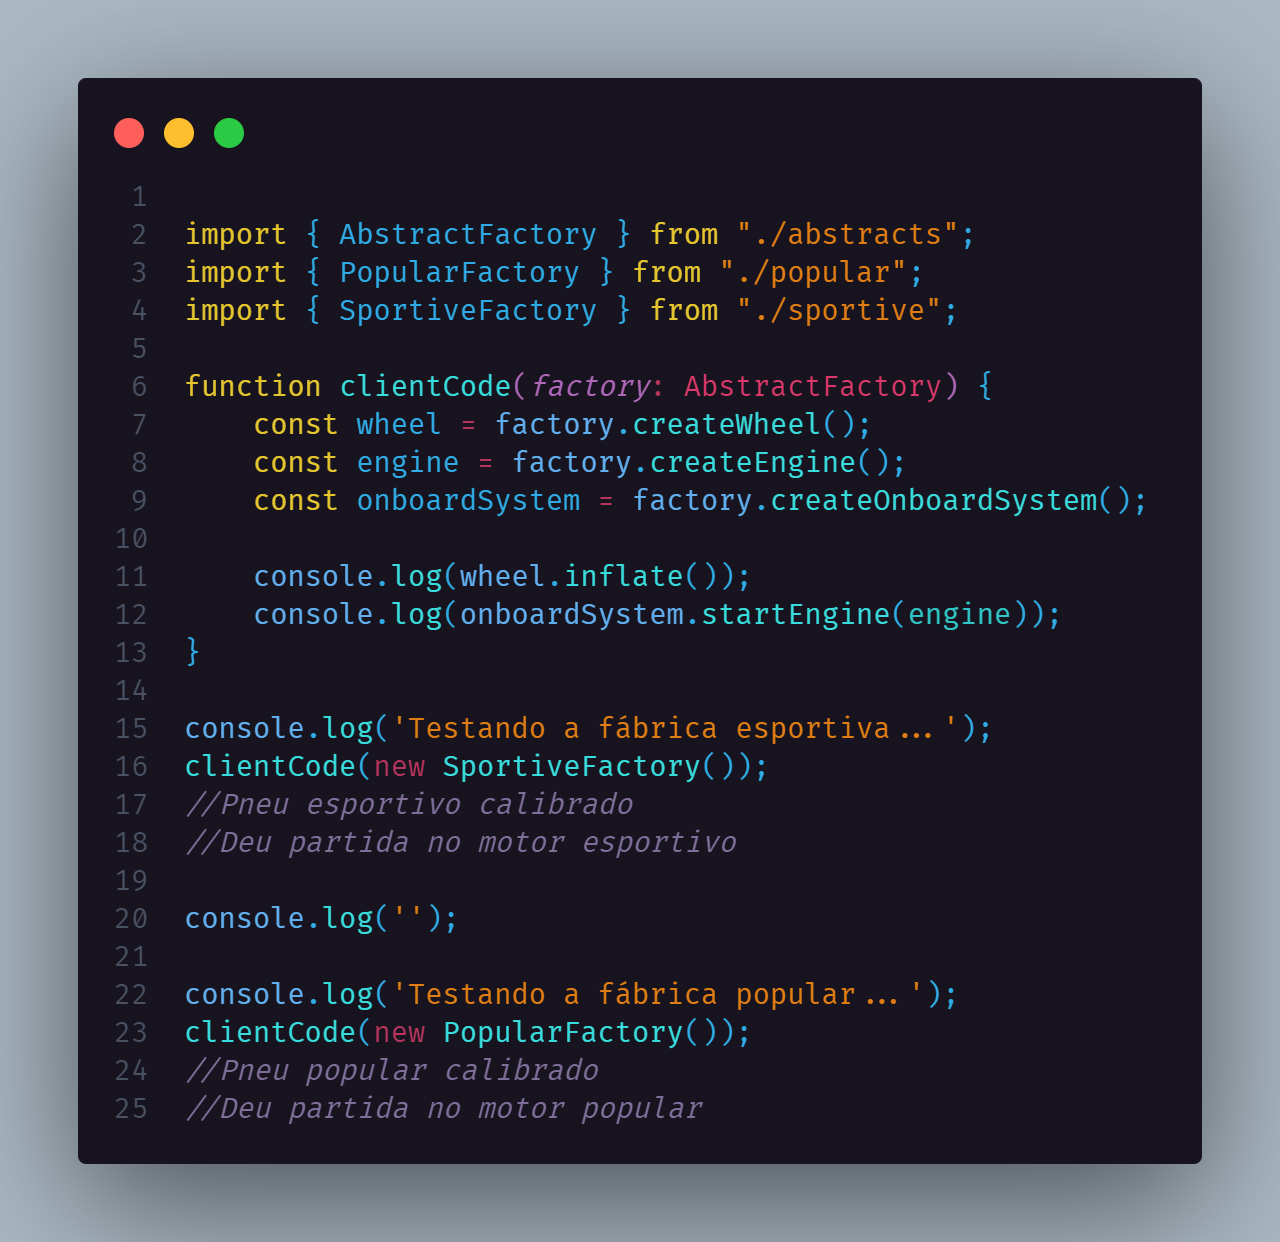 1
2 import { AbstractFactory } from "./abstracts";
3 import { PopularFactory } from "./popular";
4 import { SportiveFactory } from "./sportive";
5
6 function clientCode(factory: AbstractFactory) {
7     const wheel = factory.createWheel();
8     const engine = factory.createEngine();
9     const onboardSystem = factory.createOnboardSystem();
10
11     console.log(wheel.inflate());
12     console.log(onboardSystem.startEngine(engine));
13 }
14
15 console.log('Testando a fábrica esportiva...');
16 clientCode(new SportiveFactory());
17 //Pneu esportivo calibrado
18 //Deu partida no motor esportivo
19
20 console.log('');
21
22 console.log('Testando a fábrica popular...');
23 clientCode(new PopularFactory());
24 //Pneu popular calibrado
25 //Deu partida no motor popular